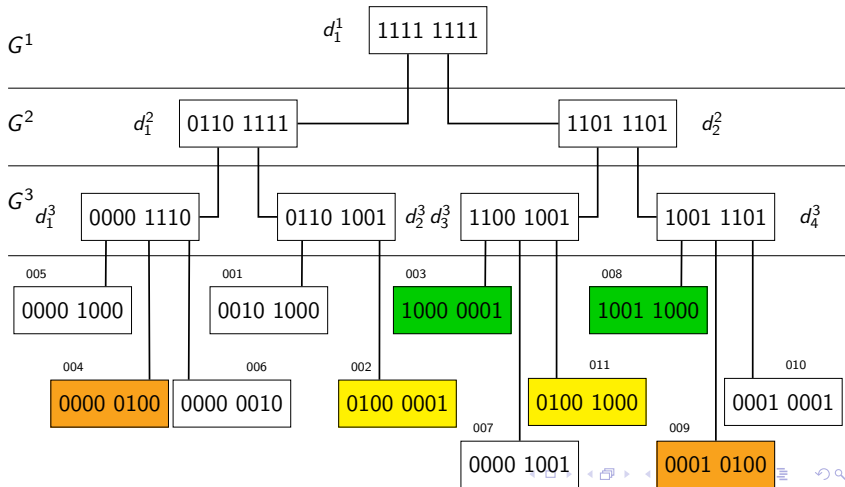 d₁¹ 1111 1111
G¹
G² d₁² 0110 1111 1101 1101 d₂²
G³ d₁³ 0000 1110 0110 1001 d₂³ d₃³ 1100 1001 1001 1101 d₄³
005 001 003 008
0000 1000 0010 1000 1000 0001 1001 1000
004 006 002 011 010
0000 0100 0000 0010 0100 0001 0100 1000 0001 0001
007 009
0000 1001 0001 0100